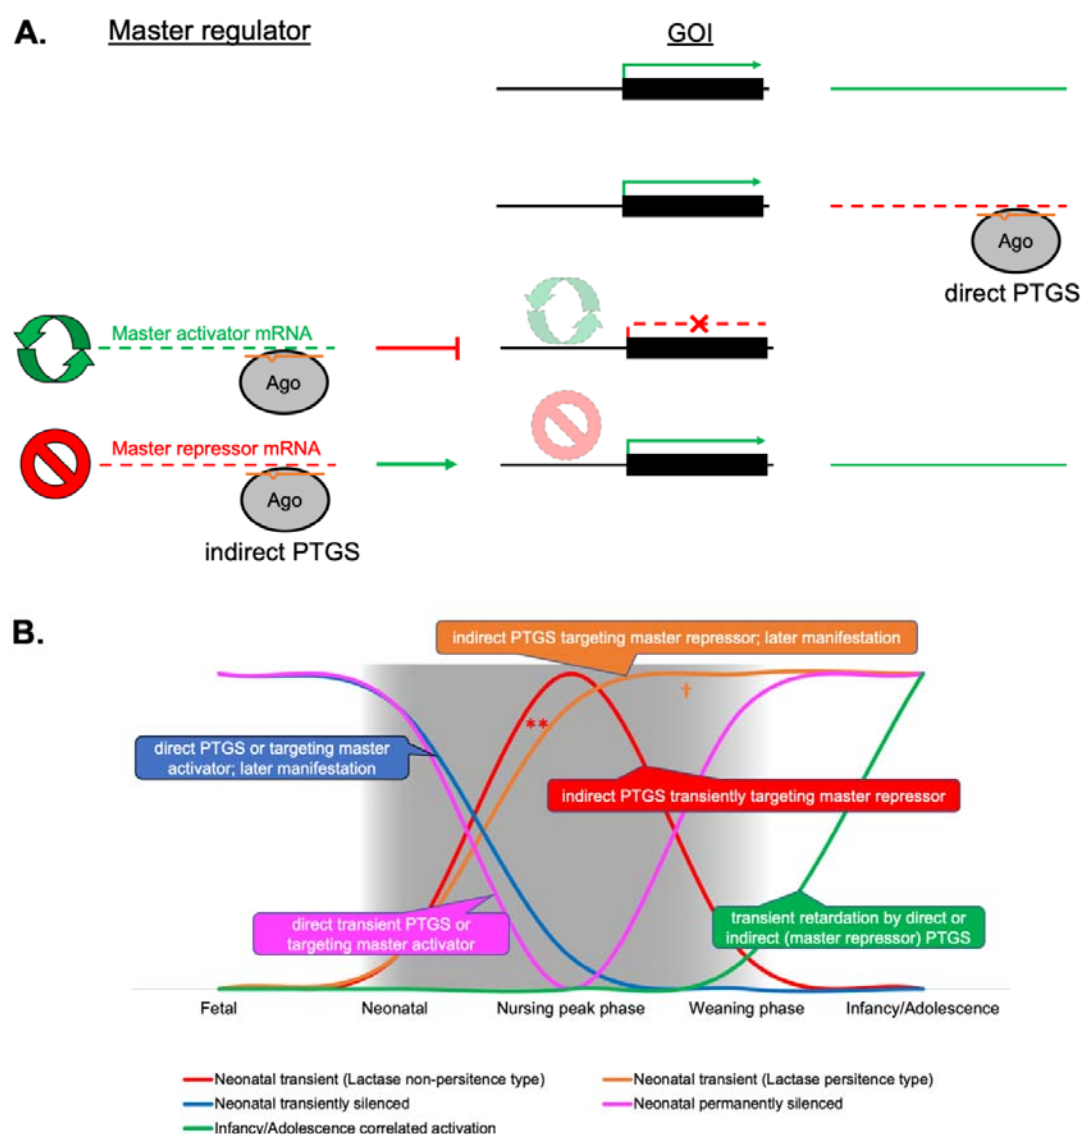 A.
Master regulator
GOI
Ago
direct PTGS
Master activator mRNA
Ago
Master repressor mRNA
Ago
indirect PTGS
B.
indirect PTGS targeting master repressor; later manifestation
†
**
direct PTGS or targeting master
activator; later manifestation
indirect PTGS transiently targeting master repressor
direct transient PTGS or
targeting master activator
transient retardation by direct or
indirect (master repressor) PTGS
Fetal
Neonatal
Nursing peak phase
Weaning phase
Infancy/Adolescence
Neonatal transient (Lactase non-persitence type)
Neonatal transient (Lactase persitence type)
Neonatal transiently silenced
Neonatal permanently silenced
Infancy/Adolescence correlated activation